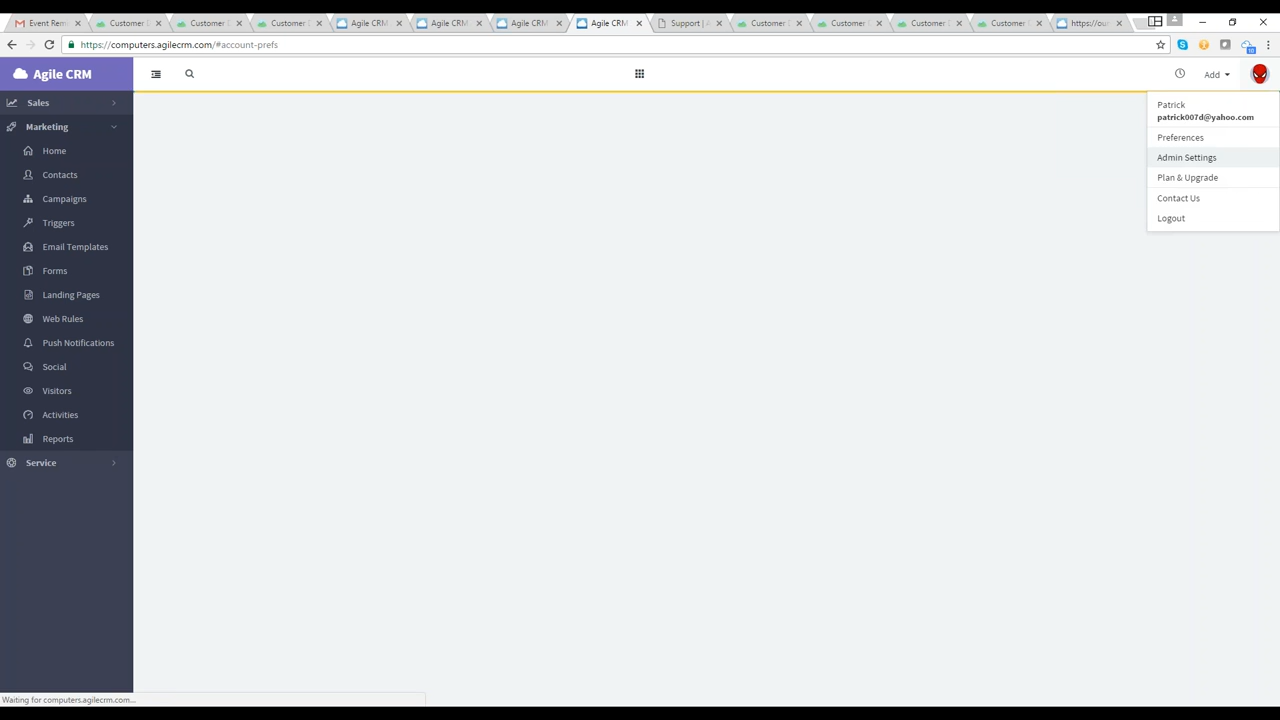 Event Rem
Customer
Customer
Customer
Agile CRM
Agile CRM
Agile CRM
Agile CRM
Support |
Customer
Customer
Customer
Customer
https://ou
https://computers.agilecrm.com/#account-prefs
Agile CRM
Add
Sales
Marketing
Home
Contacts
Campaigns
Triggers
Email Templates
Forms
Landing Pages
Web Rules
Push Notifications
Social
Visitors
Activities
Reports
Service
Patrick
patrick007d@yahoo.com
Preferences
Admin Settings
Plan & Upgrade
Contact Us
Logout
Waiting for computers.agilecrm.com...